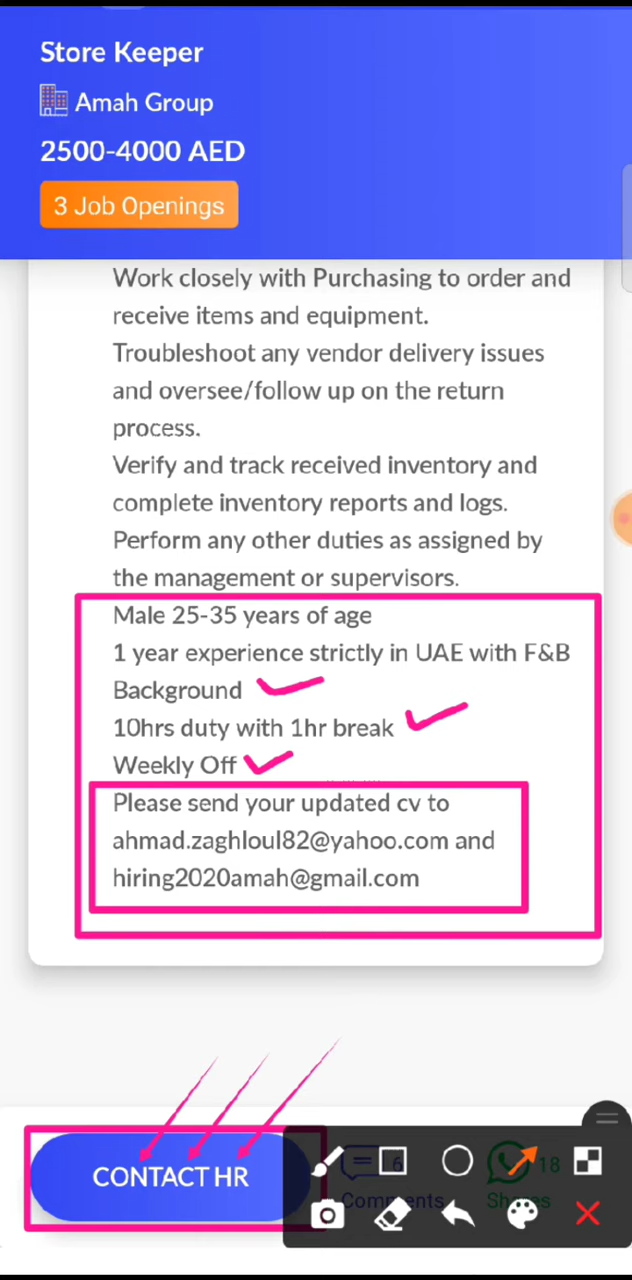 Store Keeper
Amah Group
2500-4000 AED
3 Job Openings
Work closely with Purchasing to order and
receive items and equipment.
Troubleshoot any vendor delivery issues
and oversee/follow up on the return
process.
Verify and track received inventory and
complete inventory reports and logs.
Perform any other duties as assigned by
the management or supervisors.
Male 25-35 years of age
1 year experience strictly in UAE with F&B
Background
10hrs duty with 1hr break
Weekly Off
Please send your updated cv to
ahmad.zaghloul82@yahoo.com and
hiring2020amah@gmail.com
CONTACT HR
6
18
Comments
Shares